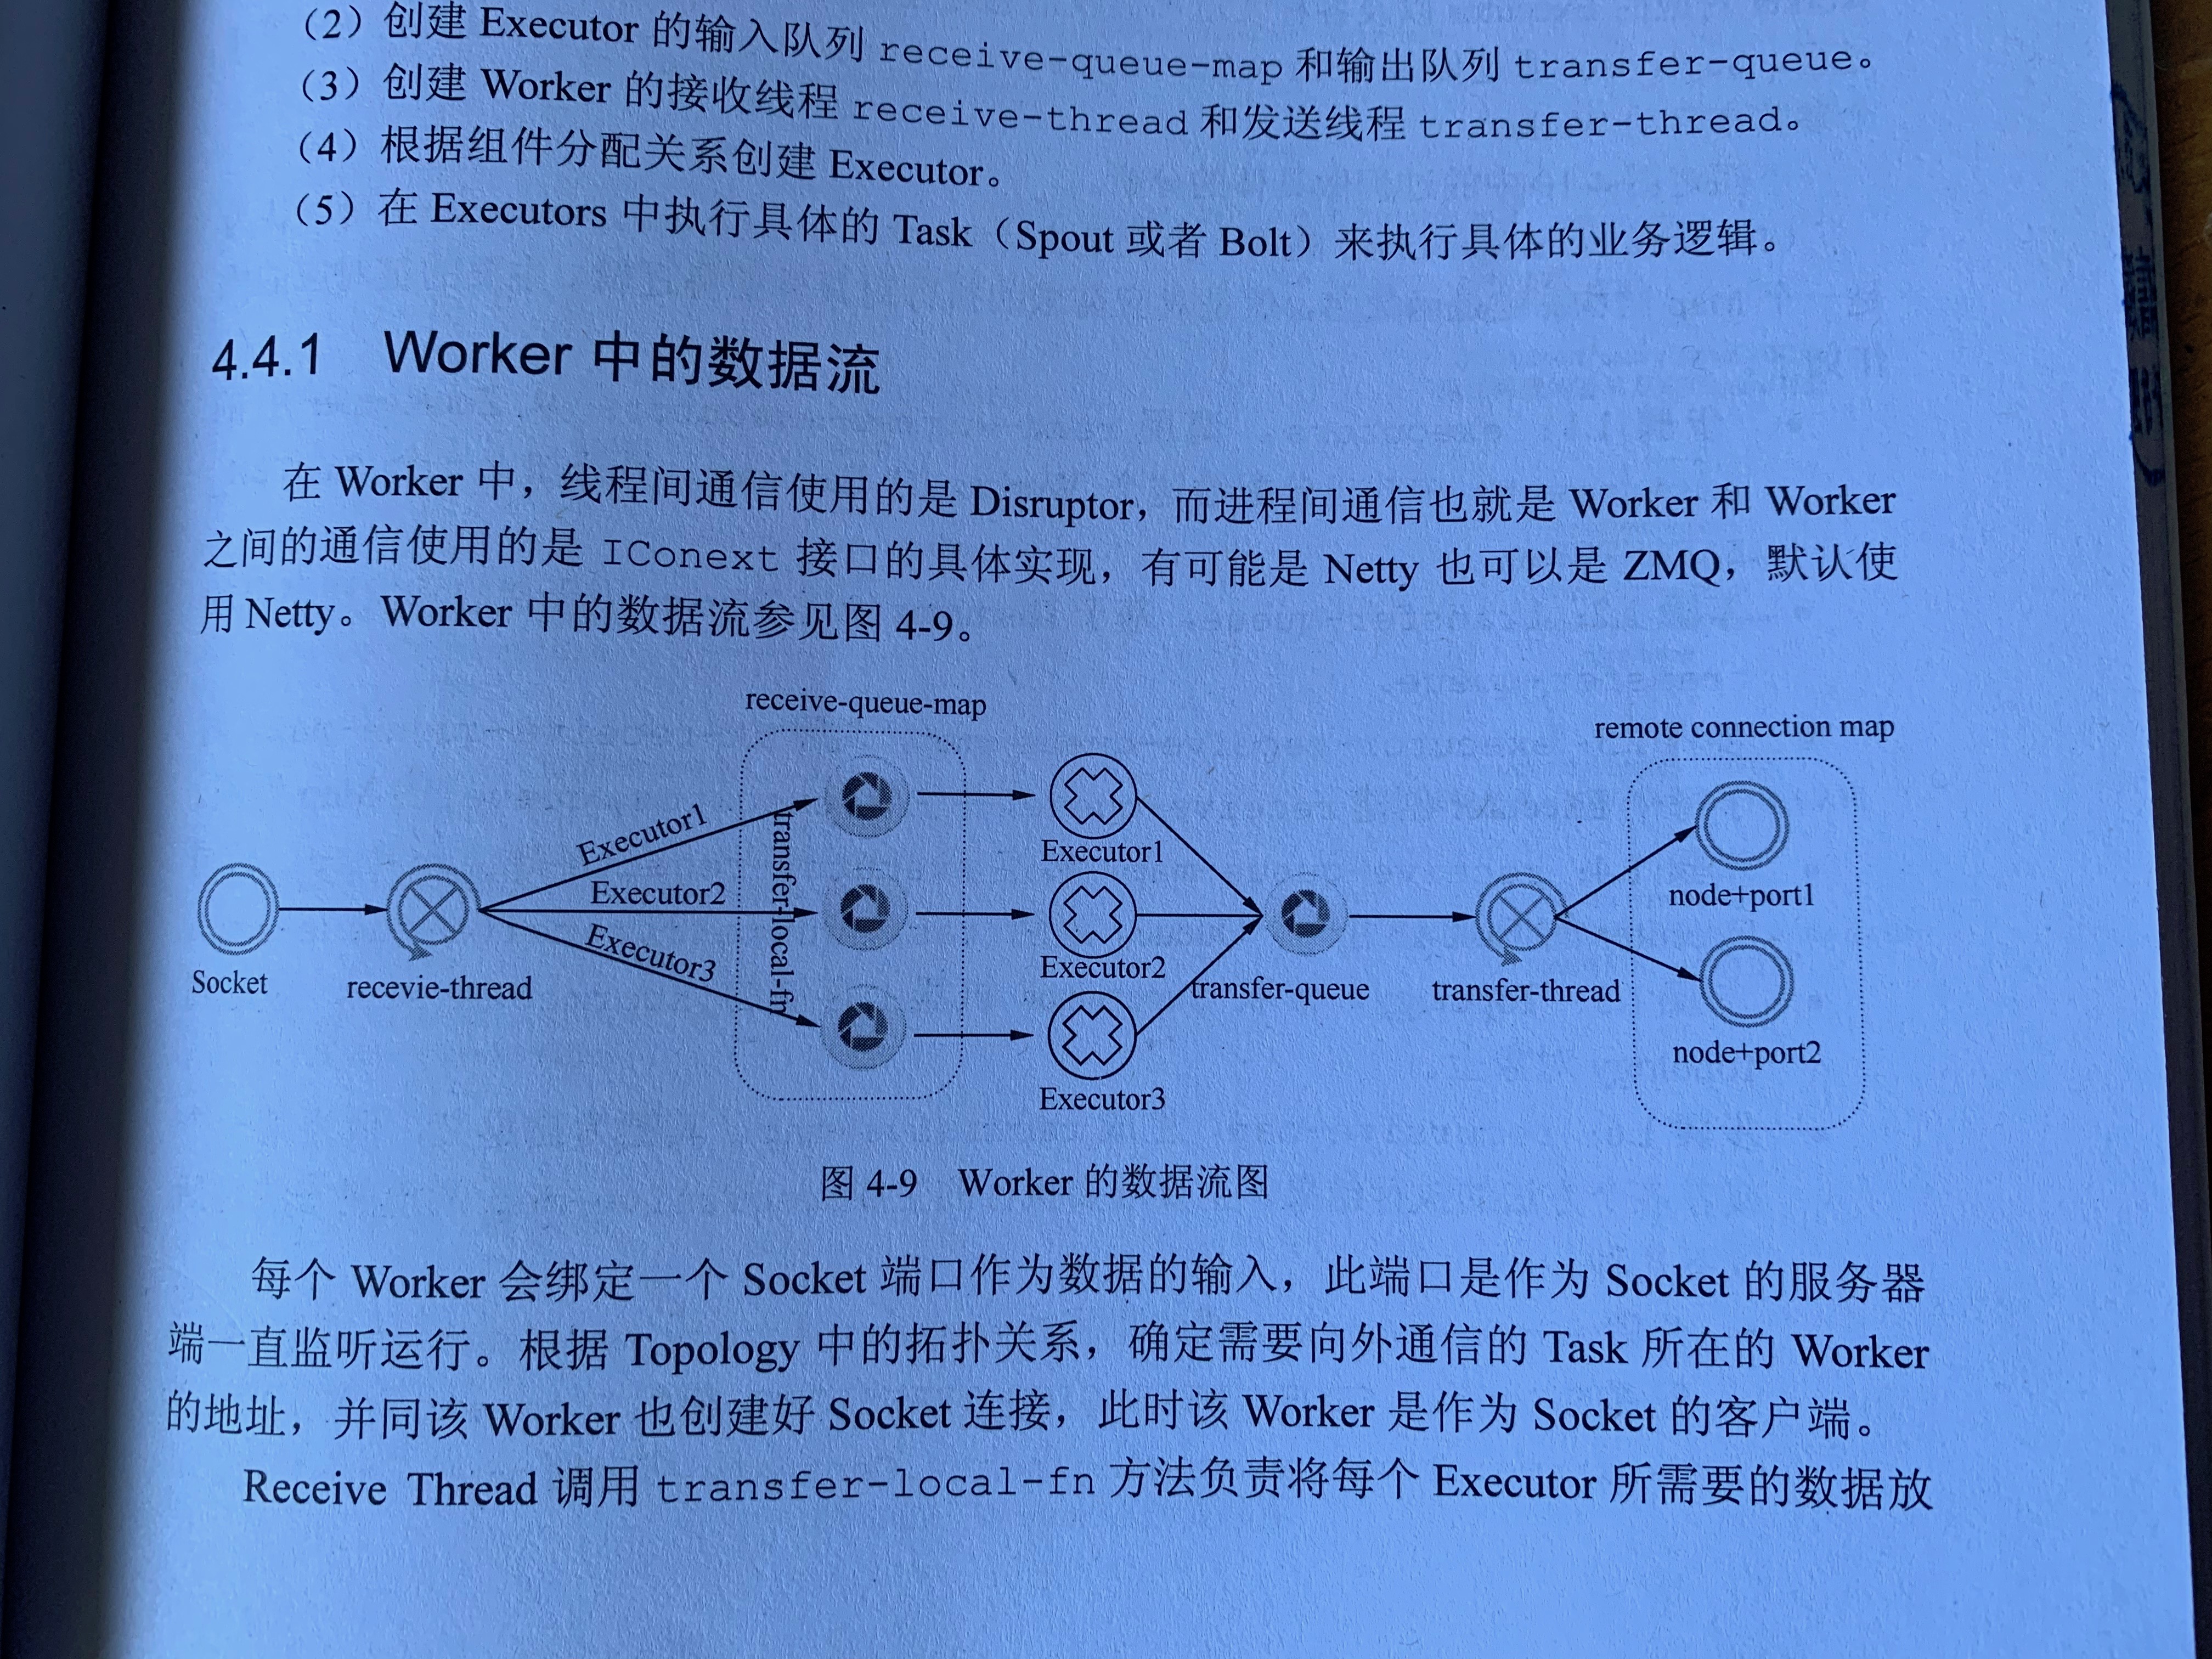 （2）创建 Executor 的输入队列 receive-queue-map 和输出队列 transfer-queue。
（3）创建 Worker 的接收线程 receive-thread 和发送线程 transfer-thread。
（4）根据组件分配关系创建 Executor。
（5）在 Executors 中执行具体的 Task（Spout 或者 Bolt）来执行具体的业务逻辑。
4.4.1 Worker 中的数据流
在 Worker 中，线程间通信使用的是 Disruptor，而进程间通信也就是 Worker 和 Worker
之间的通信使用的是 IConext 接口的具体实现，有可能是 Netty 也可以是 ZMQ，默认使
用 Netty。Worker 中的数据流参见图 4-9。
receive-queue-map
remote connection map
Executor1
Executor2
Executor3
transfer-local-fn
Executor1
Executor2
Executor3
node+port1
node+port2
Socket
recevie-thread
transfer-queue
transfer-thread
图 4-9 Worker 的数据流图
每个 Worker 会绑定一个 Socket 端口作为数据的输入，此端口是作为 Socket 的服务器
端一直监听运行。根据 Topology 中的拓扑关系，确定需要向外通信的 Task 所在的 Worker
的地址，并同该 Worker 也创建好 Socket 连接，此时该 Worker 是作为 Socket 的客户端。
Receive Thread 调用 transfer-local-fn 方法负责将每个 Executor 所需要的数据放